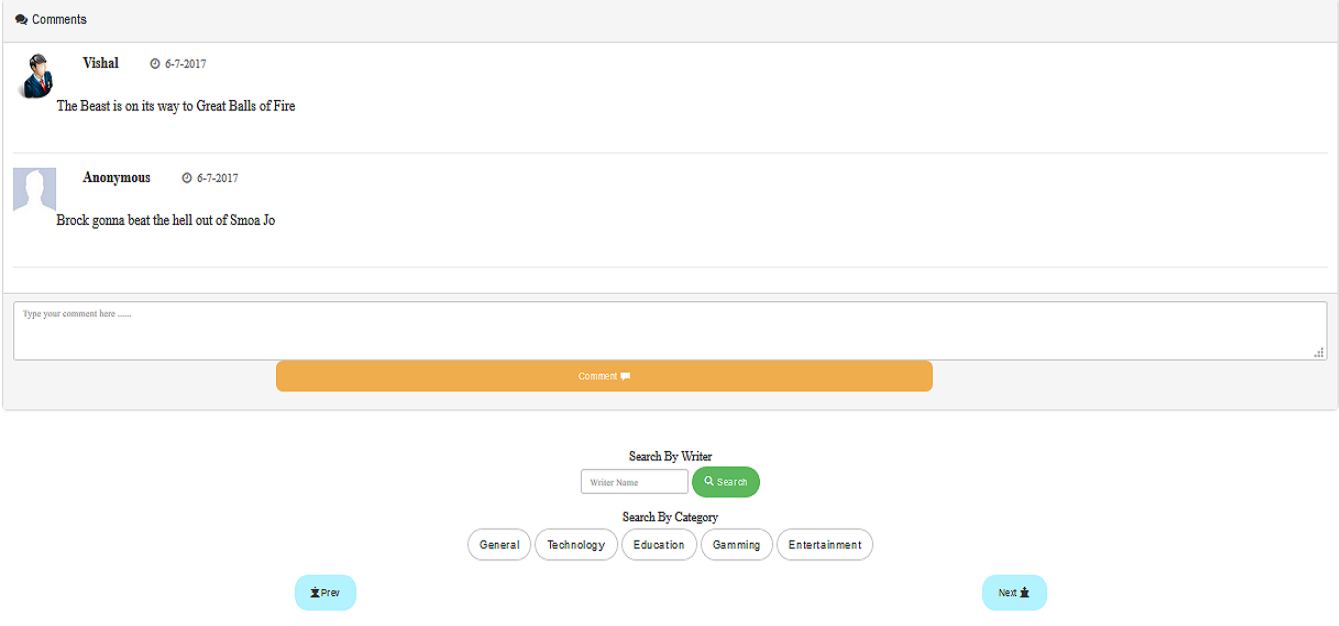 Comments
Vishal 6-7-2017
The Beast is on its way to Great Balls of Fire
Anonymous 6-7-2017
Brock gonna beat the hell out of Smoa Jo
Type your comment here ......
Comment
Search By Writer
Writer Name Search
Search By Category
General Technology Education Gamming Entertainment
Prev Next